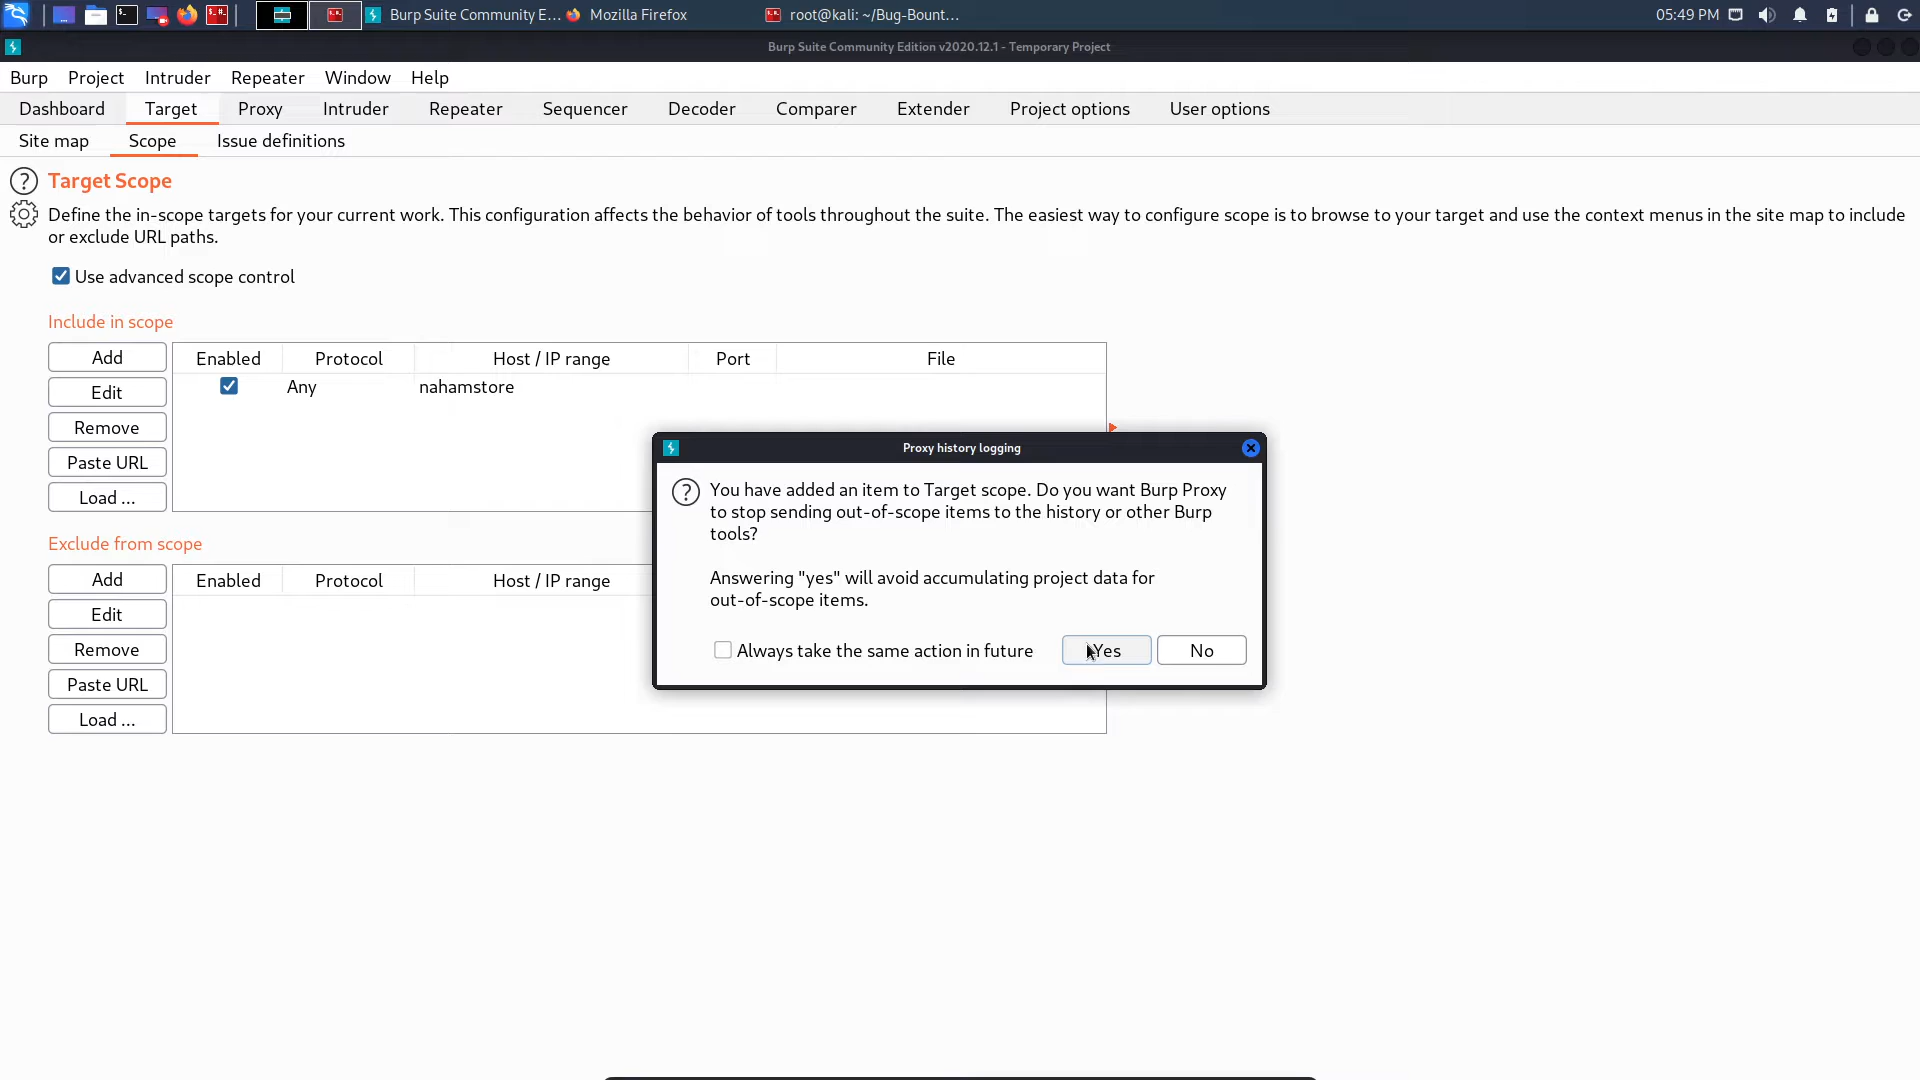 Burp Suite Community E... Mozilla Firefox root@kali: ~/Bug-Bount... 05:49 PM
Burp Suite Community Edition v2020.12.1 - Temporary Project
Burp Project Intruder Repeater Window Help
Dashboard Target Proxy Intruder Repeater Sequencer Decoder Comparer Extender Project options User options
Site map Scope Issue definitions
Target Scope
Define the in-scope targets for your current work. This configuration affects the behavior of tools throughout the suite. The easiest way to configure scope is to browse to your target and use the context menus in the site map to include
or exclude URL paths.
Use advanced scope control
Include in scope
Add Enabled Protocol Host / IP range Port File
Edit Any nahamstore
Remove
Paste URL
Load ...
Proxy history logging
You have added an item to Target scope. Do you want Burp Proxy
to stop sending out-of-scope items to the history or other Burp
tools?
Answering "yes" will avoid accumulating project data for
out-of-scope items.
Always take the same action in future Yes No
Exclude from scope
Add Enabled Protocol Host / IP range
Edit
Remove
Paste URL
Load ...